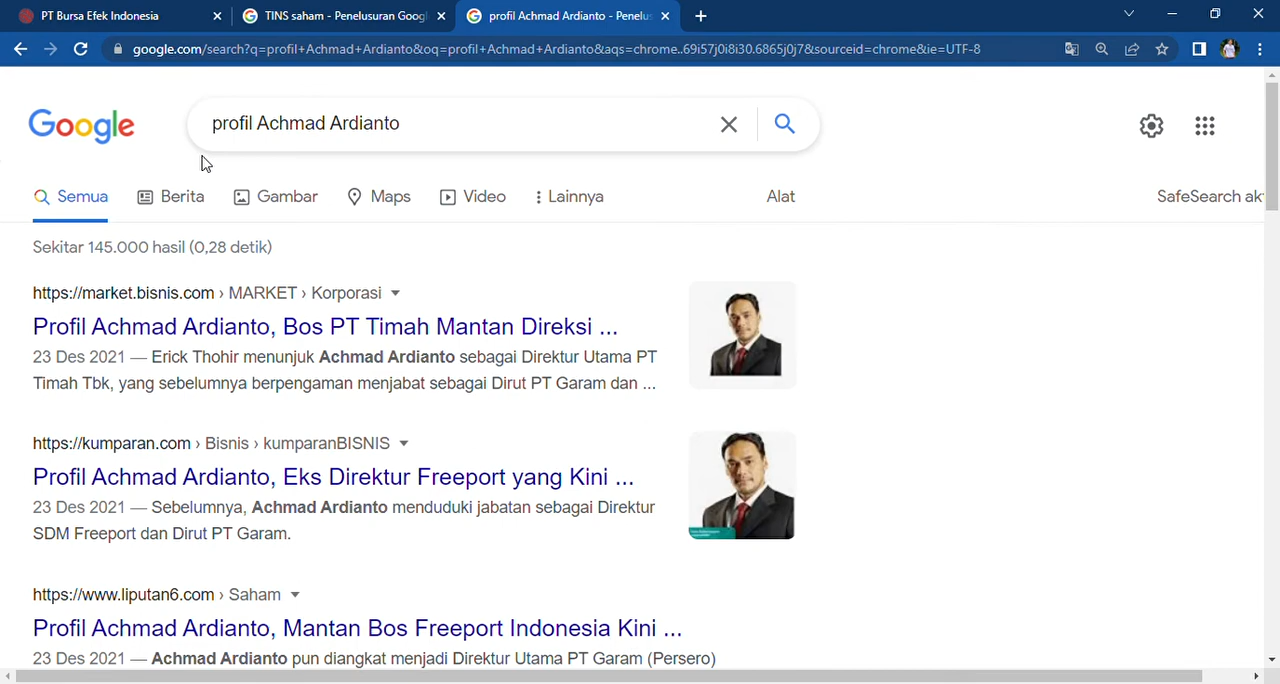 PT Bursa Efek Indonesia
TINS saham - Penelusuran Goog
profil Achmad Ardianto - Penelus
google.com/search?q=profil+Achmad+Ardianto&oq=profil+Achmad+Ardianto&aqs=chrome..69i57j0i8i30.6865j0j7&sourceid=chrome&ie=UTF-8
Google
profil Achmad Ardianto
Semua
Berita
Gambar
Maps
Video
Lainnya
Alat
SafeSearch ak
Sekitar 145.000 hasil (0,28 detik)
https://market.bisnis.com › MARKET › Korporasi
Profil Achmad Ardianto, Bos PT Timah Mantan Direksi ...
23 Des 2021 — Erick Thohir menunjuk Achmad Ardianto sebagai Direktur Utama PT
Timah Tbk, yang sebelumnya berpengaman menjabat sebagai Dirut PT Garam dan ...
https://kumparan.com › Bisnis › kumparanBISNIS
Profil Achmad Ardianto, Eks Direktur Freeport yang Kini ...
23 Des 2021 — Sebelumnya, Achmad Ardianto menduduki jabatan sebagai Direktur
SDM Freeport dan Dirut PT Garam.
https://www.liputan6.com › Saham
Profil Achmad Ardianto, Mantan Bos Freeport Indonesia Kini ...
23 Des 2021 — Achmad Ardianto pun diangkat menjadi Direktur Utama PT Garam (Persero)